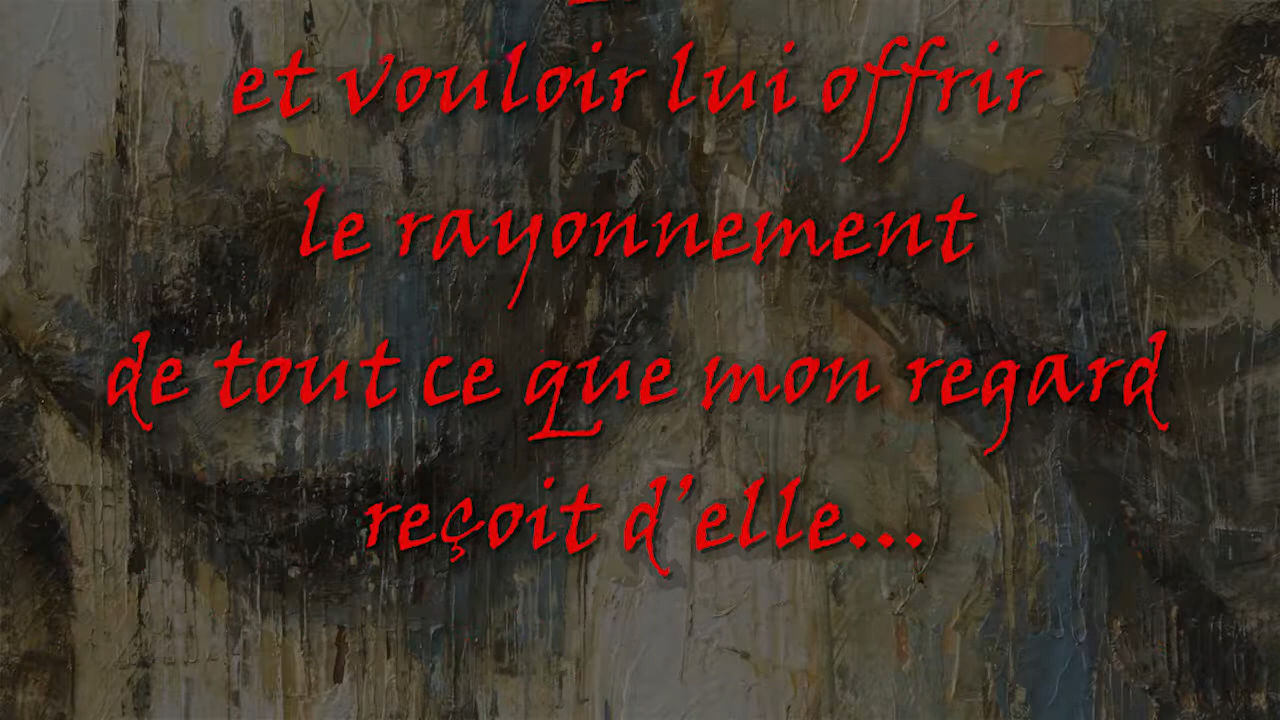 et vouloir lui offrir
le rayonnement
de tout ce que mon regard
reçoit d’elle...